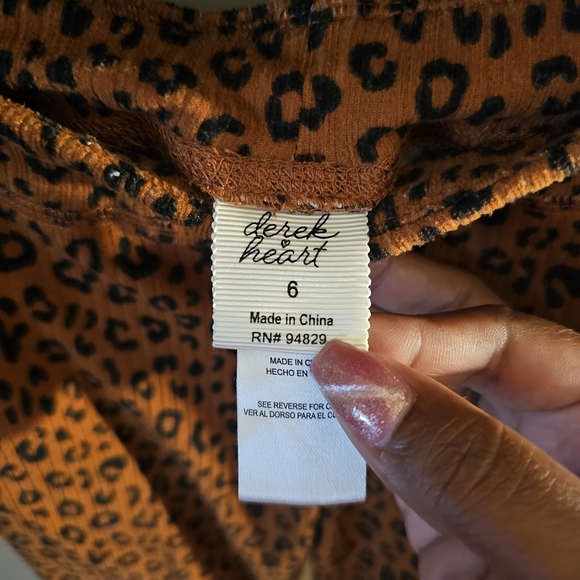 derek
heart
6
Made in China
RN# 94829
MADE IN
HECHO EN
SEE REVERSE FOR
VER AL DORSO PARA EL